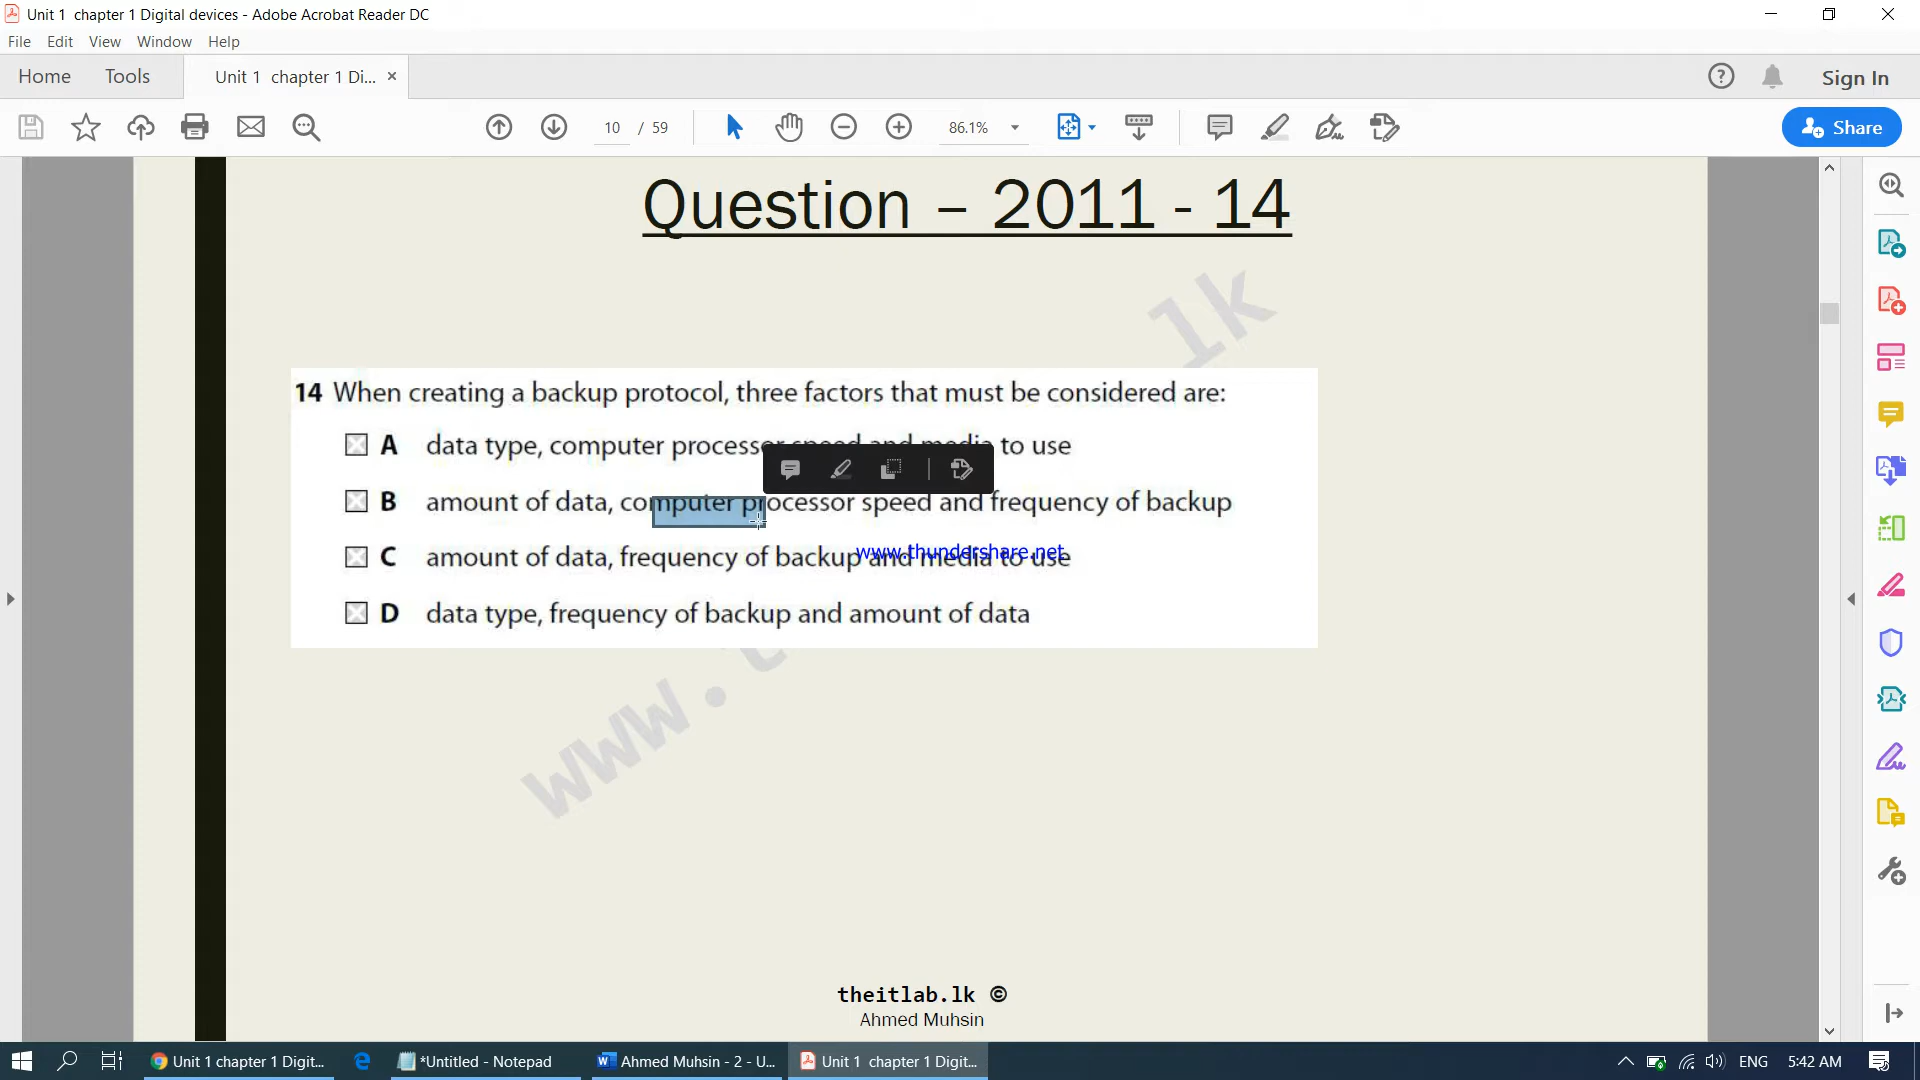 Unit 1  chapter 1 Digital devices - Adobe Acrobat Reader DC
File Edit View Window Help
Home Tools Unit 1  chapter 1 Di... × Sign In
10 / 59 86.1% Share
Question – 2011 - 14
14 When creating a backup protocol, three factors that must be considered are:
A data type, computer processor speed and media to use
B amount of data, computer processor speed and frequency of backup
www.thundershare.net
C amount of data, frequency of backup and media to use
D data type, frequency of backup and amount of data
www.t
lk
theitlab.lk ©
Ahmed Muhsin
Unit 1 chapter 1 Digit... *Untitled - Notepad Ahmed Muhsin - 2 - U... Unit 1  chapter 1 Digit... ENG 5:42 AM